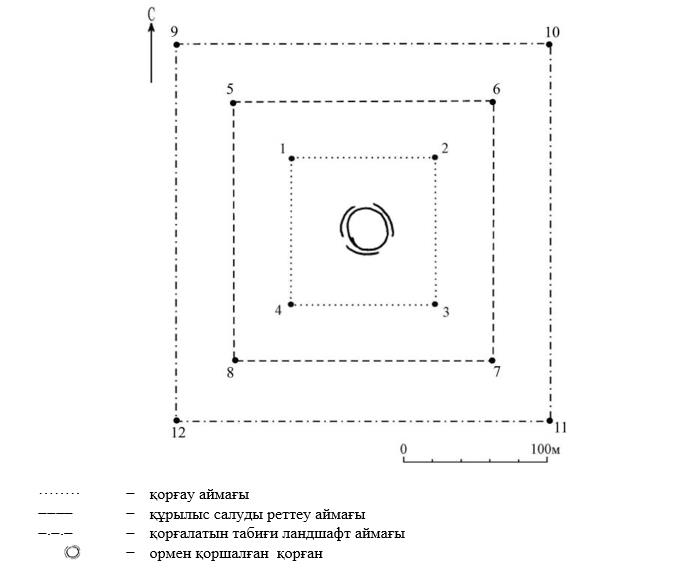 С
9 10
5 6
1 2
4 3
8 7
12 11
0 100м
........ – қорғау аймағы
–––– – құрылыс салуды реттеу аймағы
–·–·– – қорғалатын табиғи ландшафт аймағы
– ормен қоршалған қорған